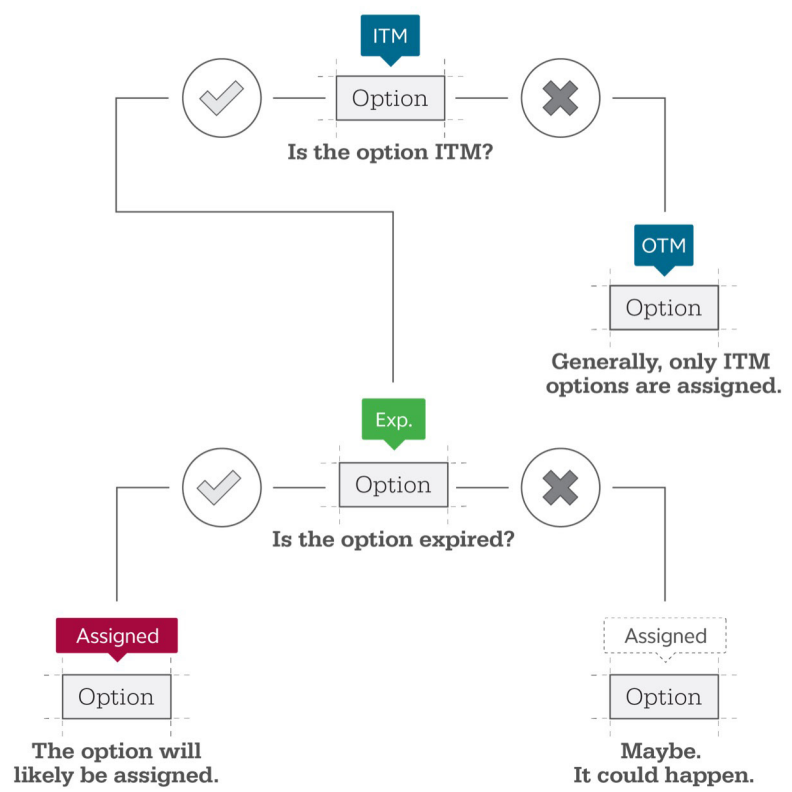 ITM
Option
Is the option ITM?
OTM
Option
Generally, only ITM
options are assigned.
Exp.
Option
Is the option expired?
Assigned
Option
The option will
likely be assigned.
Assigned
Option
Maybe.
It could happen.